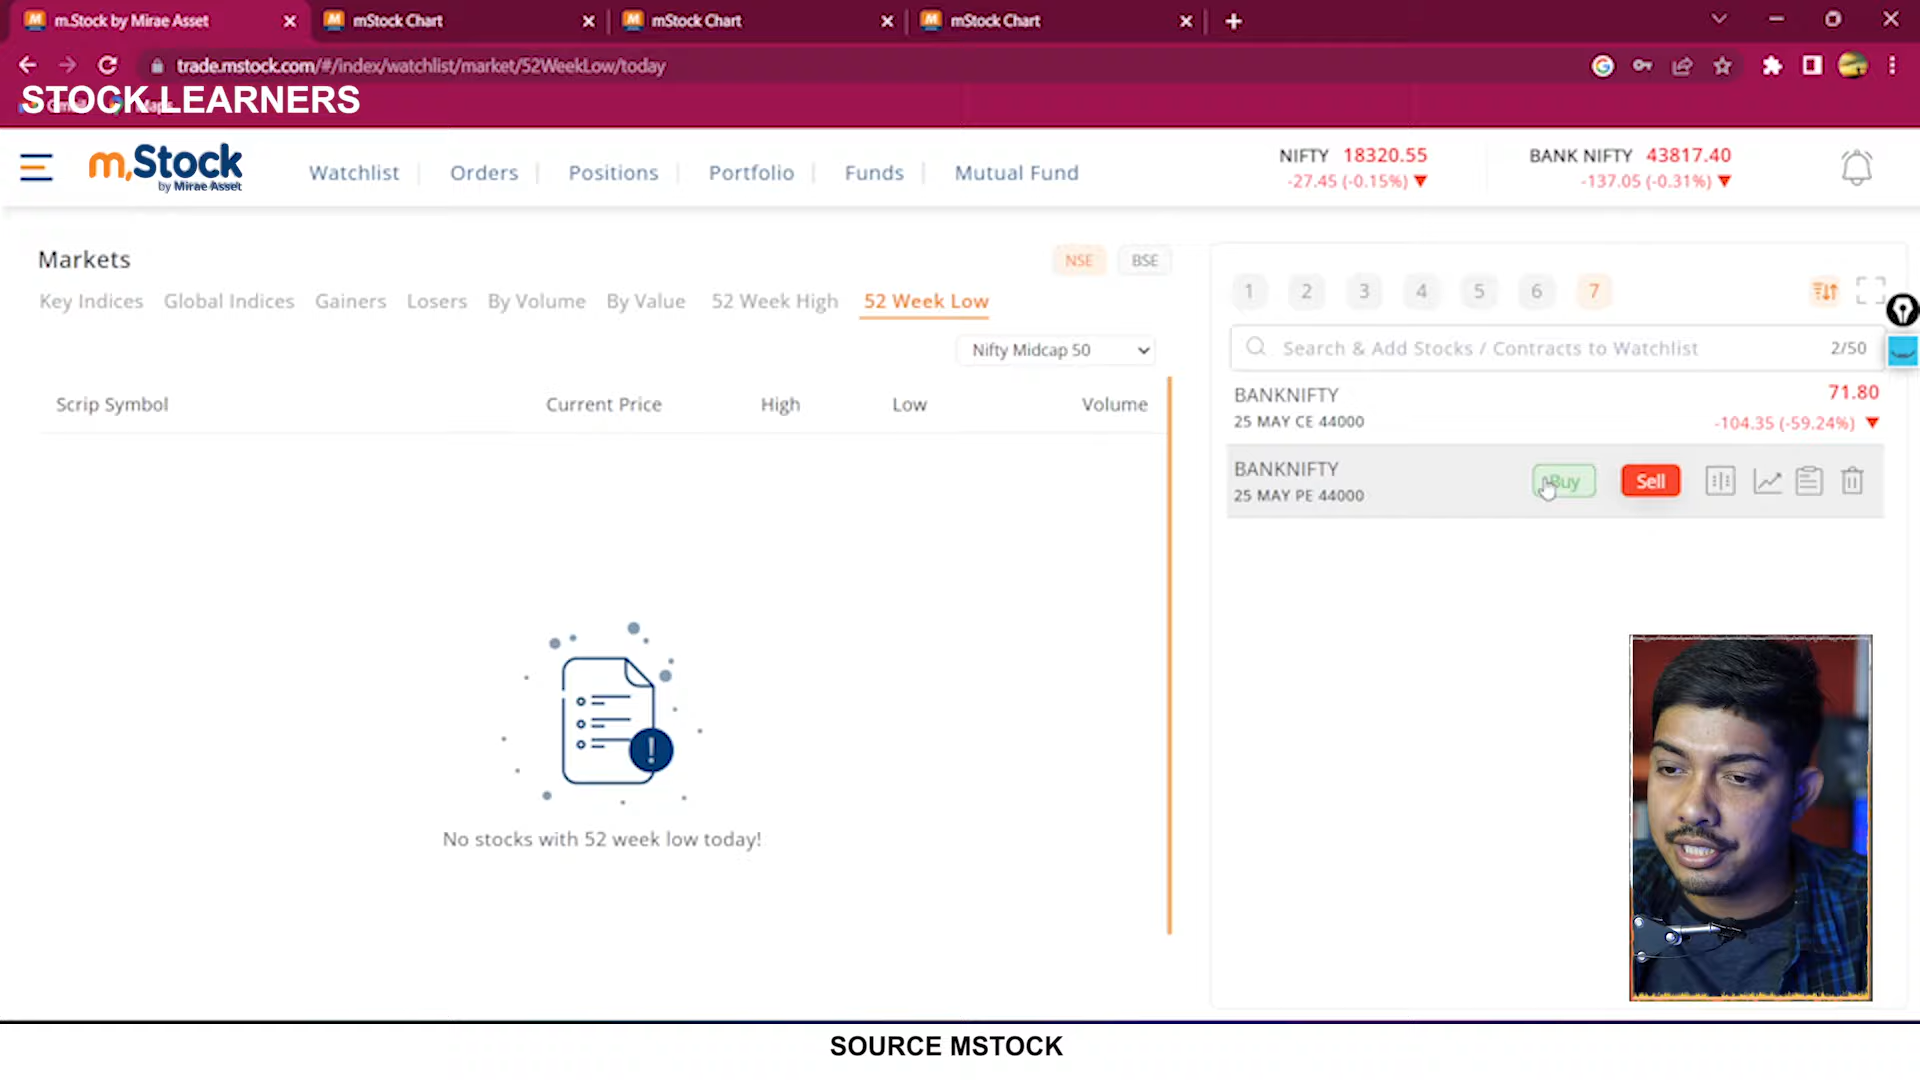 m.Stock by Mirae Asset
mStock Chart
mStock Chart
mStock Chart
trade.mstock.com/#/index/watchlist/market/52WeekLow/today
STOCK LEARNERS
m.Stock
by Mirae Asset
Watchlist
Orders
Positions
Portfolio
Funds
Mutual Fund
NIFTY 18320.55
-27.45 (-0.15%)
BANK NIFTY 43817.40
-137.05 (-0.31%)
Markets
NSE
BSE
Key Indices
Global Indices
Gainers
Losers
By Volume
By Value
52 Week High
52 Week Low
Nifty Midcap 50
Scrip Symbol
Current Price
High
Low
Volume
No stocks with 52 week low today!
1 2 3 4 5 6 7
Search & Add Stocks / Contracts to Watchlist
2/50
BANKNIFTY
71.80
25 MAY CE 44000
-104.35 (-59.24%)
BANKNIFTY
25 MAY PE 44000
Buy
Sell
SOURCE MSTOCK